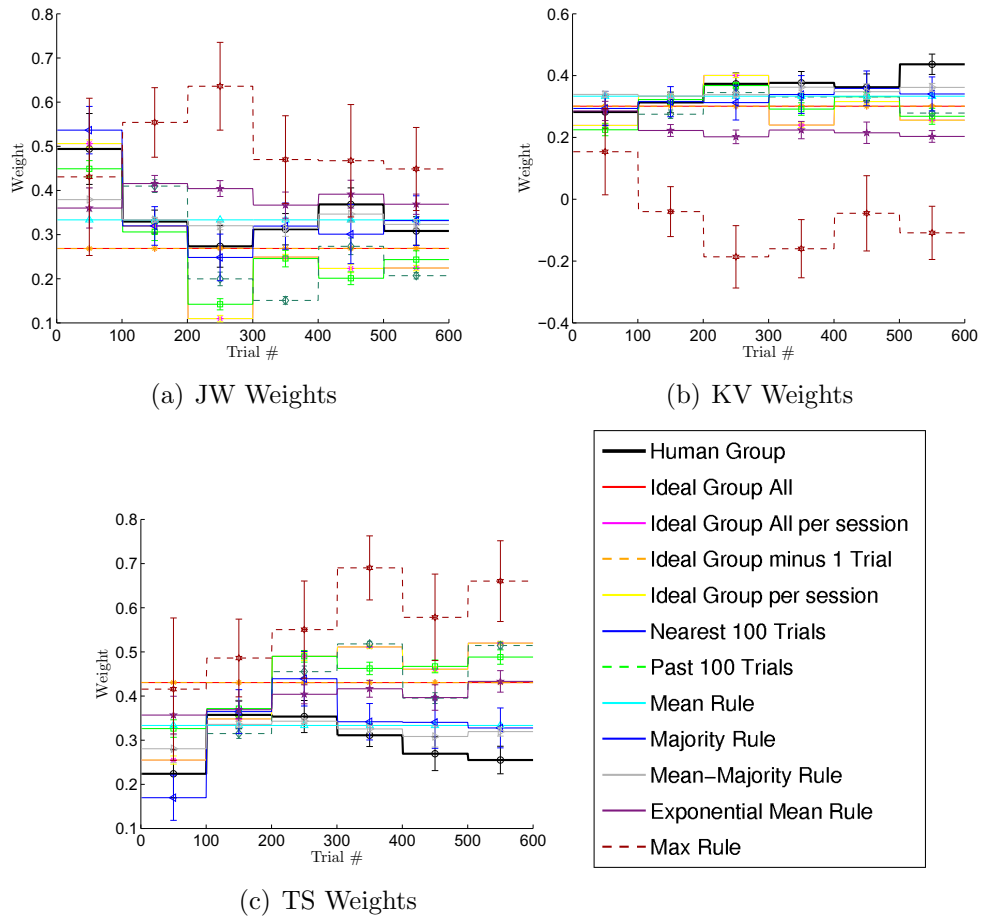 0.8
0.7
0.6
0.5
0.4
0.3
0.2
0.1
Weight
0
100
200
300
400
500
600
Trial #
(a) JW Weights
0.6
0.4
0.2
0
−0.2
−0.4
Weight
0
100
200
300
400
500
600
Trial #
(b) KV Weights
0.8
0.7
0.6
0.5
0.4
0.3
0.2
0.1
Weight
0
100
200
300
400
500
600
Trial #
(c) TS Weights
Human Group
Ideal Group All
Ideal Group All per session
Ideal Group minus 1 Trial
Ideal Group per session
Nearest 100 Trials
Past 100 Trials
Mean Rule
Majority Rule
Mean−Majority Rule
Exponential Mean Rule
Max Rule